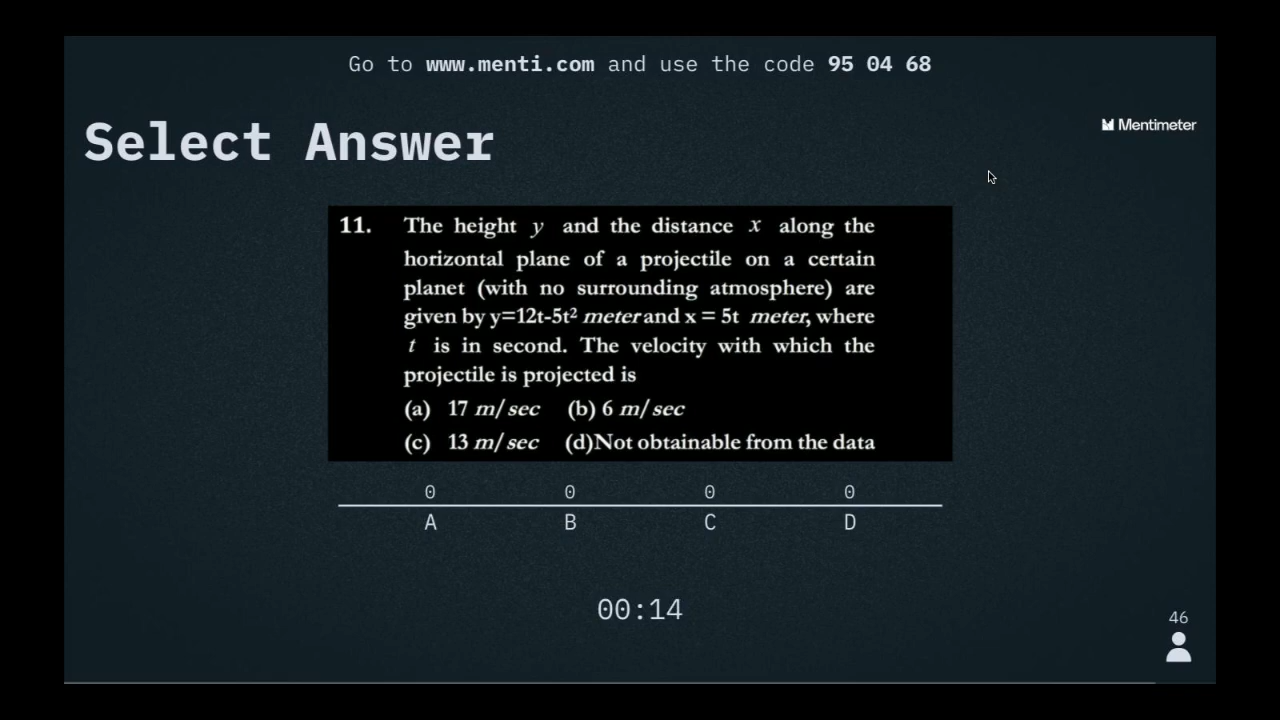 Go to www.menti.com and use the code 95 04 68
Select Answer
Mentimeter
11. The height y and the distance x along the
horizontal plane of a projectile on a certain
planet (with no surrounding atmosphere) are
given by y=12t-5t² meter and x = 5t meter, where
t is in second. The velocity with which the
projectile is projected is
(a) 17 m/sec (b) 6 m/sec
(c) 13 m/sec (d)Not obtainable from the data
0 0 0 0
A B C D
00:14
46